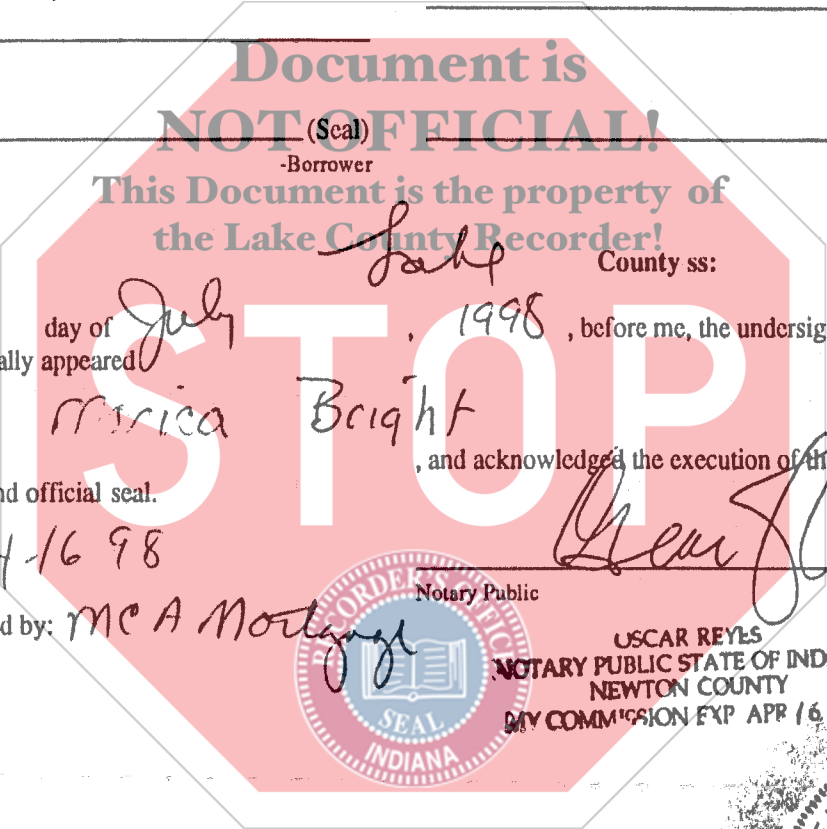 Document is
NOT OFFICIAL!
(Seal)
-Borrower
This Document is the property of
the Lake County Recorder!
Lake County ss:
day of July , 1998 , before me, the undersig
ally appeared
Bright
, and acknowledged the execution of th
nd official seal.
-16 98
Oscar
STOP
Notary Public
d by: MCA Mortgage
OSCAR REYES
NOTARY PUBLIC STATE OF IND
NEWTON COUNTY
MY COMMISSION EXP APR 16
RECORDER'S OFFICE
SEAL
INDIANA